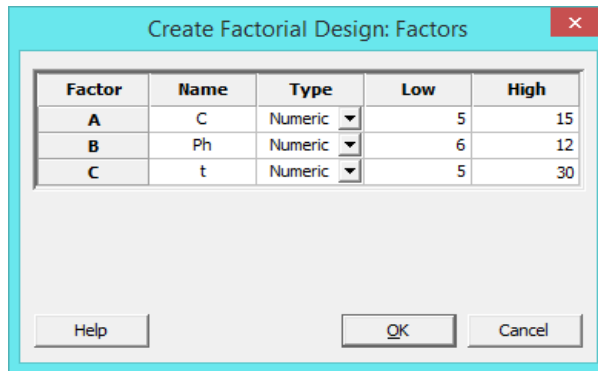 Create Factorial Design: Factors
Factor Name Type Low High
A C Numeric 5 15
B Ph Numeric 6 12
C t Numeric 5 30
Help OK Cancel